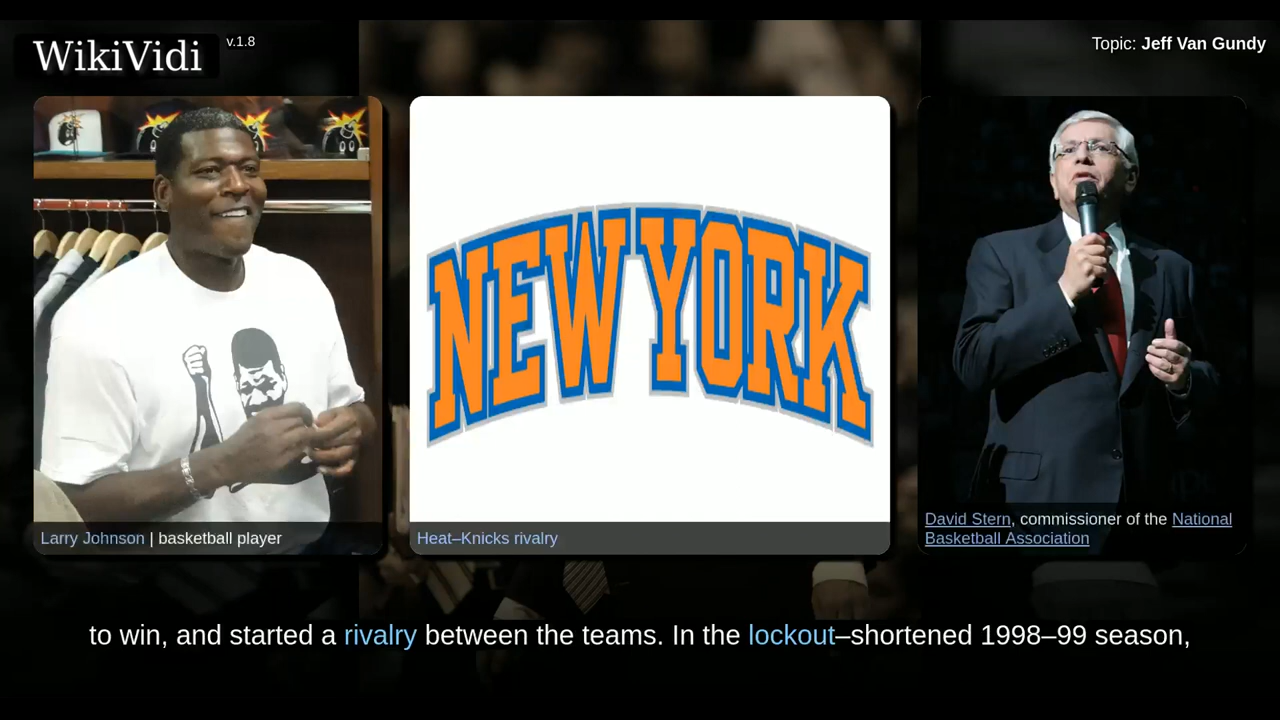 WikiVidi
v.1.8
Topic: Jeff Van Gundy
NEW YORK
Larry Johnson | basketball player
Heat–Knicks rivalry
David Stern, commissioner of the National
Basketball Association
to win, and started a rivalry between the teams. In the lockout–shortened 1998–99 season,